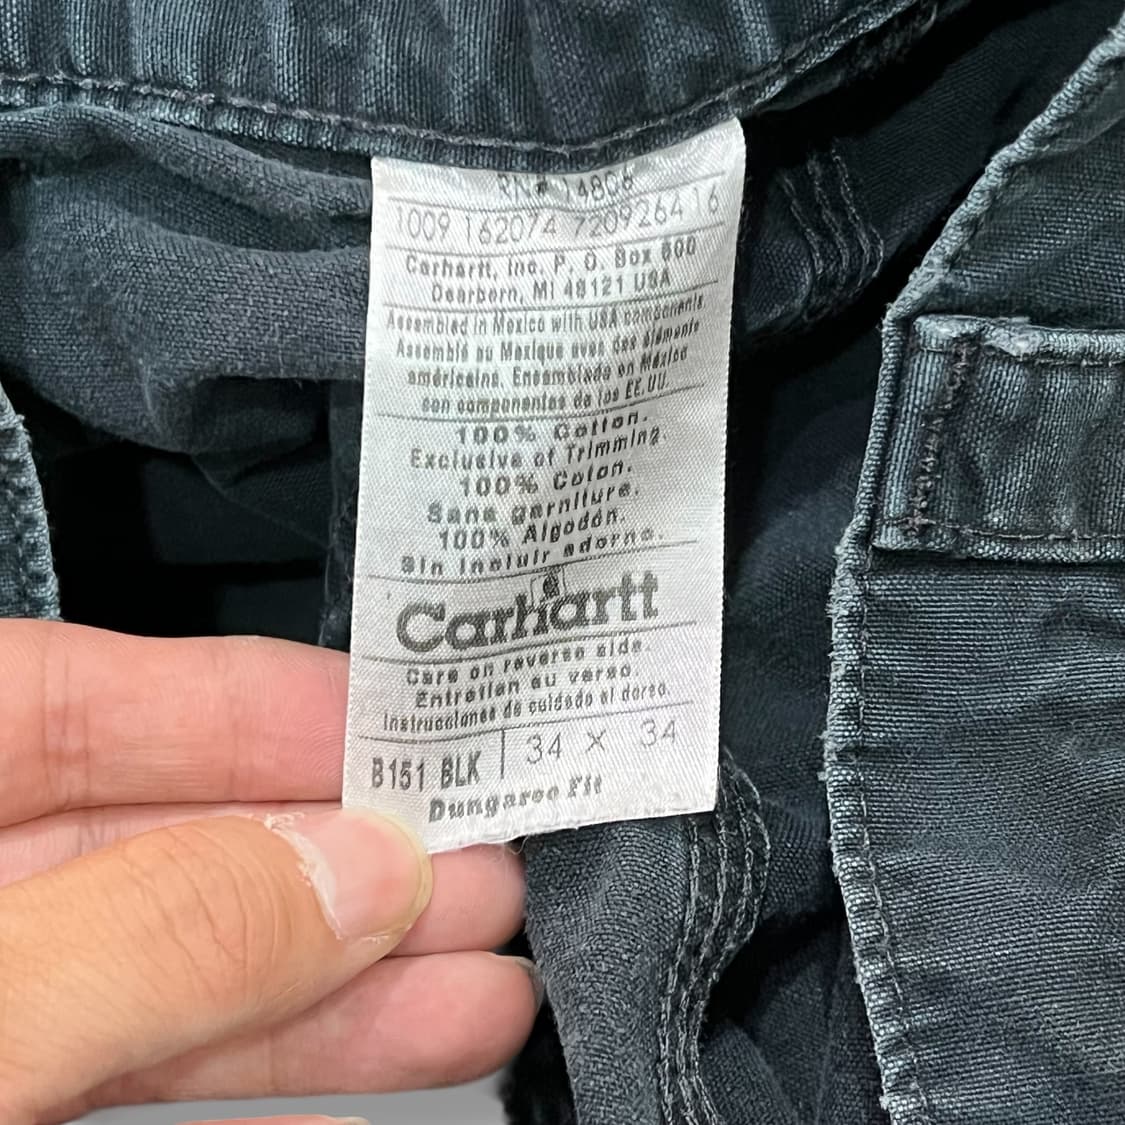 RN# 14806
1009 162074 7209264 16
Carhartt, Inc. P. O. Box 600
Dearborn, MI 48121 USA
Assembled in Mexico with USA components
Assemblé au Mexique avec des éléments
américains. Ensamblado en México
con componentes de los EE.UU.
100% Cotton.
Exclusive of Trimming.
100% Coton.
Sans garniture.
100% Algodón.
Sin incluir adorno.
Carhartt
Care on reverse side.
Entretien au verso.
Instrucciones de cuidado al dorso.
B151 BLK 34 × 34
Dungaree Fit